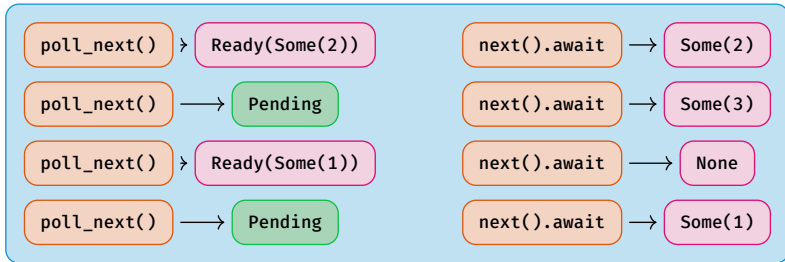 poll_next() Ready(Some(2)) next().await Some(2)
poll_next() Pending next().await Some(3)
poll_next() Ready(Some(1)) next().await None
poll_next() Pending next().await Some(1)